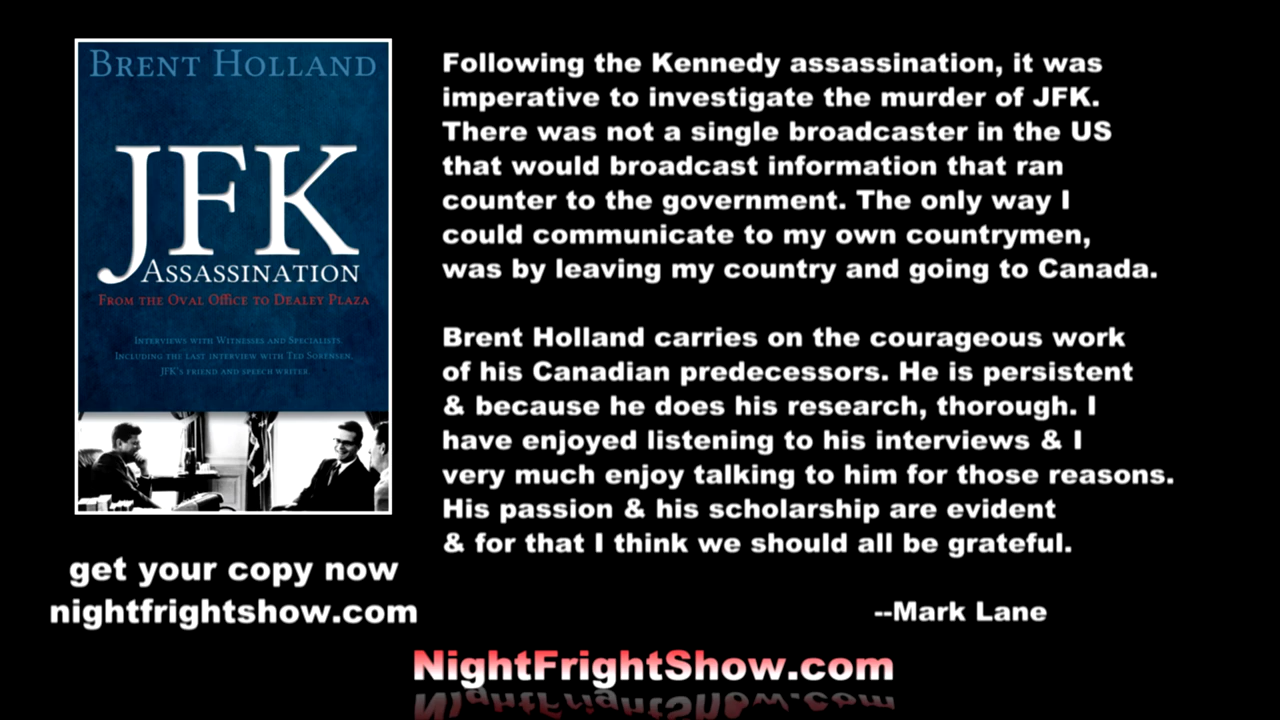 BRENT HOLLAND
JFK
ASSASSINATION
FROM THE OVAL OFFICE TO DEALEY PLAZA
INTERVIEWS WITH WITNESSES AND SPECIALISTS.
INCLUDING THE LAST INTERVIEW WITH TED SORENSEN,
JFK'S FRIEND AND SPEECH WRITER.
get your copy now
nightfrightshow.com
Following the Kennedy assassination, it was
imperative to investigate the murder of JFK.
There was not a single broadcaster in the US
that would broadcast information that ran
counter to the government. The only way I
could communicate to my own countrymen,
was by leaving my country and going to Canada.
Brent Holland carries on the courageous work
of his Canadian predecessors. He is persistent
& because he does his research, thorough. I
have enjoyed listening to his interviews & I
very much enjoy talking to him for those reasons.
His passion & his scholarship are evident
& for that I think we should all be grateful.
--Mark Lane
NightFrightShow.com